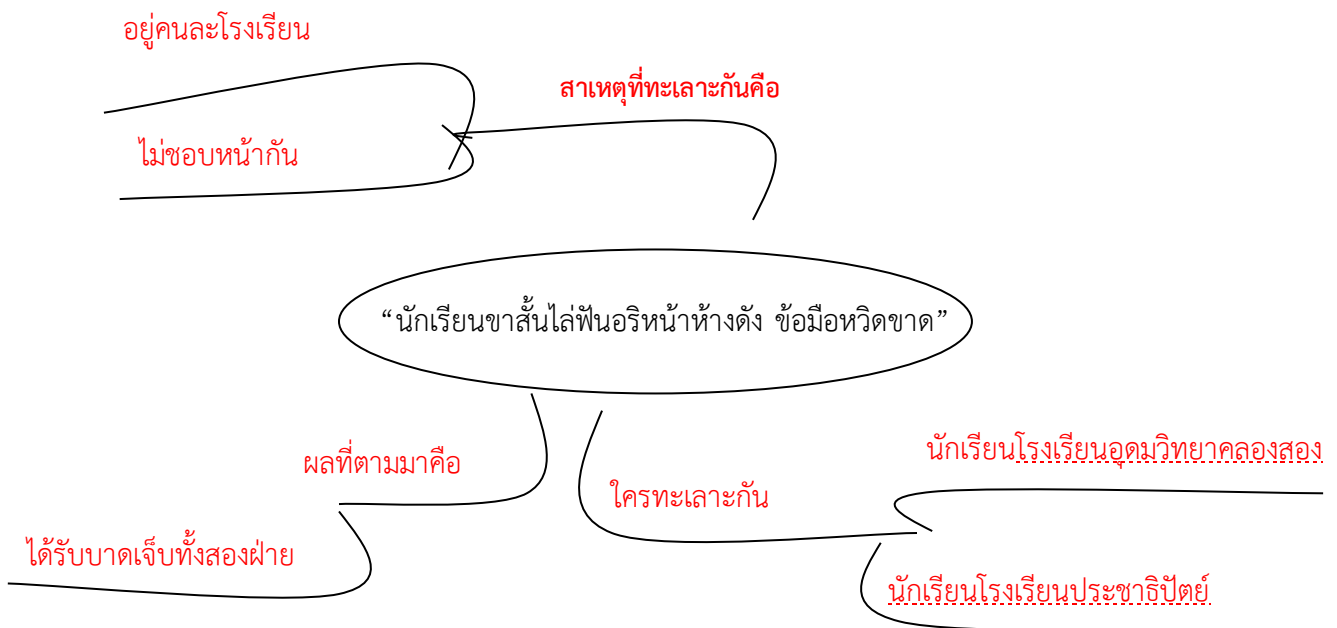 อยู่คนละโรงเรียน
สาเหตุที่ทะเลาะกันคือ
ไม่ชอบหน้ากัน
“นักเรียนขาสั้นไล่ฟันอริหน้าห้างดัง ข้อมือหวิดขาด”
นักเรียนโรงเรียนอุดมวิทยาคลองสอง
ผลที่ตามมาคือ
ใครทะเลาะกัน
ได้รับบาดเจ็บทั้งสองฝ่าย
นักเรียนโรงเรียนประชาธิปัตย์